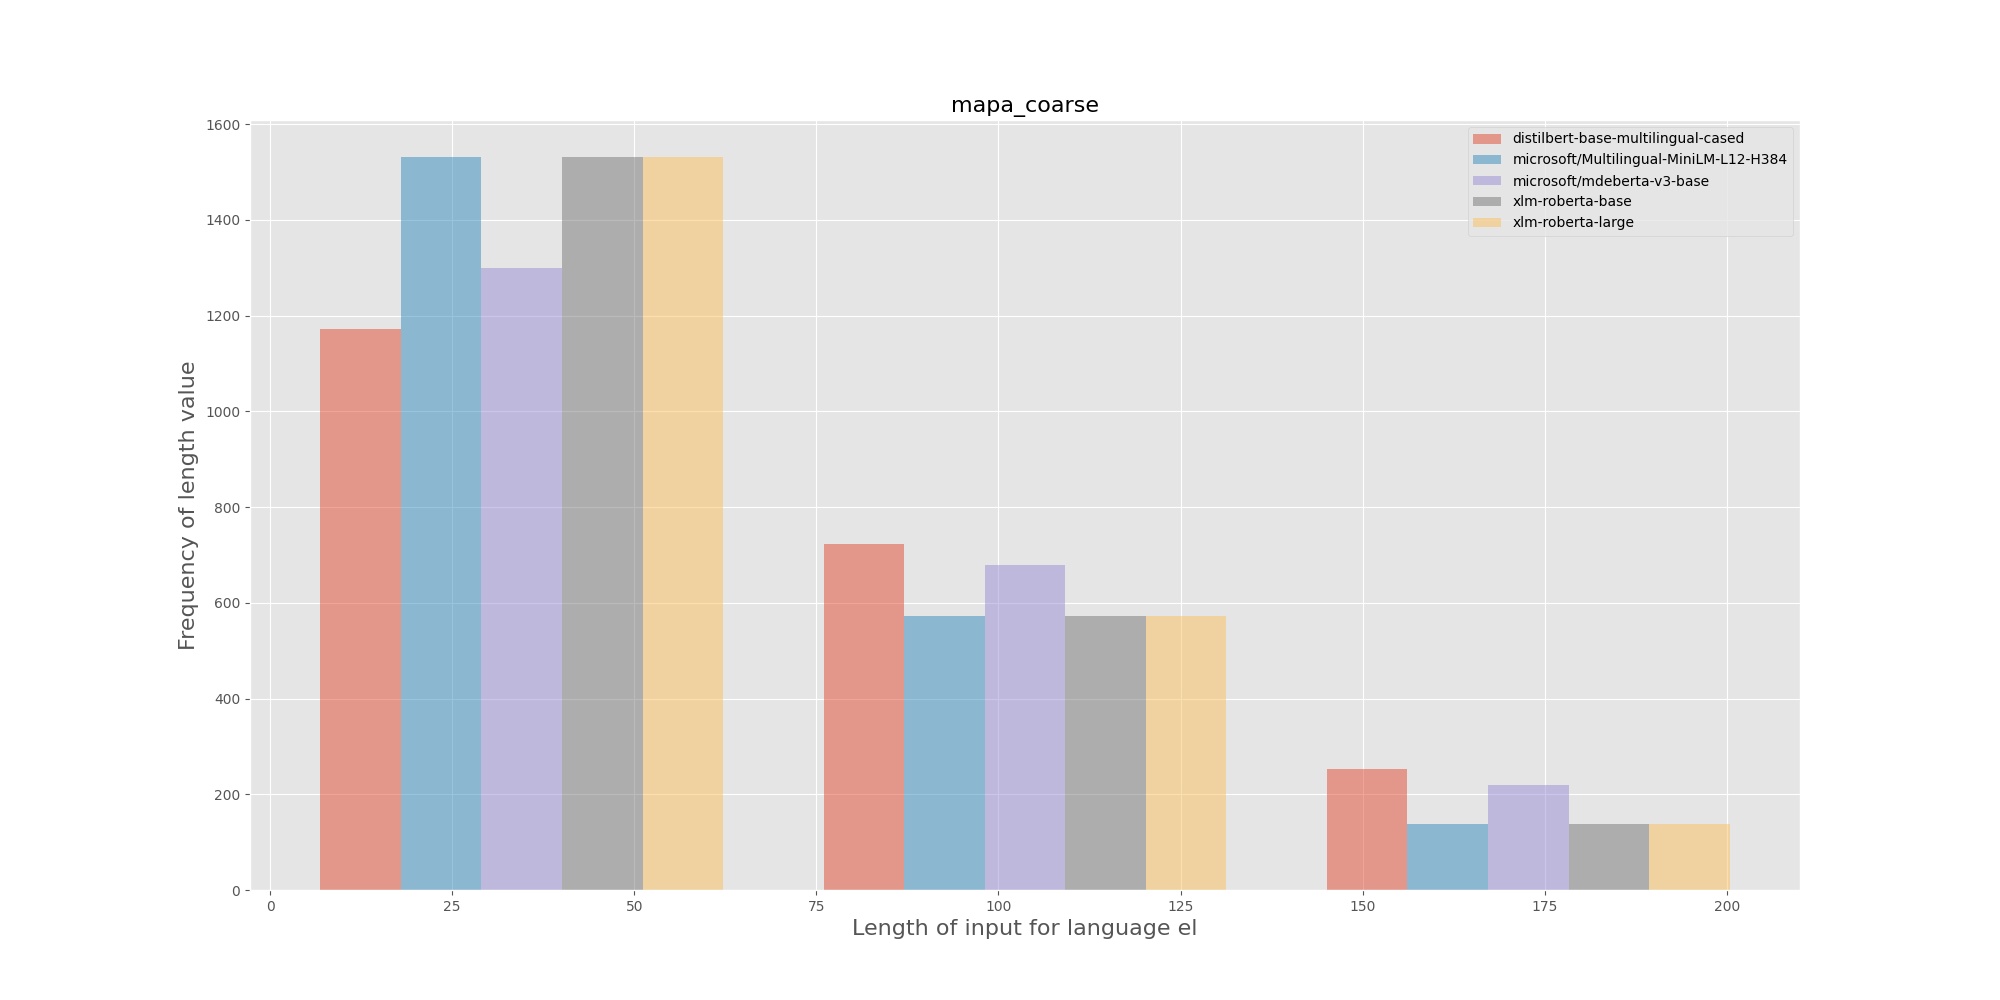 mapa_coarse
1600
1400
1200
1000
800
600
400
200
0
Frequency of length value
distilbert-base-multilingual-cased
microsoft/Multilingual-MiniLM-L12-H384
microsoft/mdeberta-v3-base
xlm-roberta-base
xlm-roberta-large
0 25 50 75 100 125 150 175 200
Length of input for language el